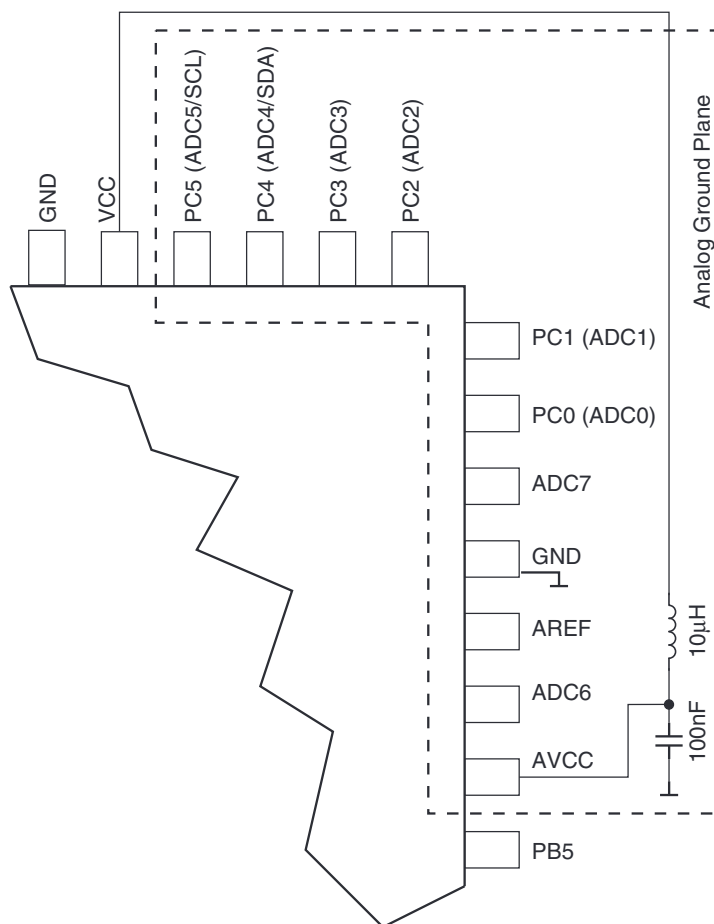 GND
VCC
PC5 (ADC5/SCL)
PC4 (ADC4/SDA)
PC3 (ADC3)
PC2 (ADC2)
Analog Ground Plane
PC1 (ADC1)
PC0 (ADC0)
ADC7
GND
AREF
ADC6
AVCC
PB5
10μH
100nF